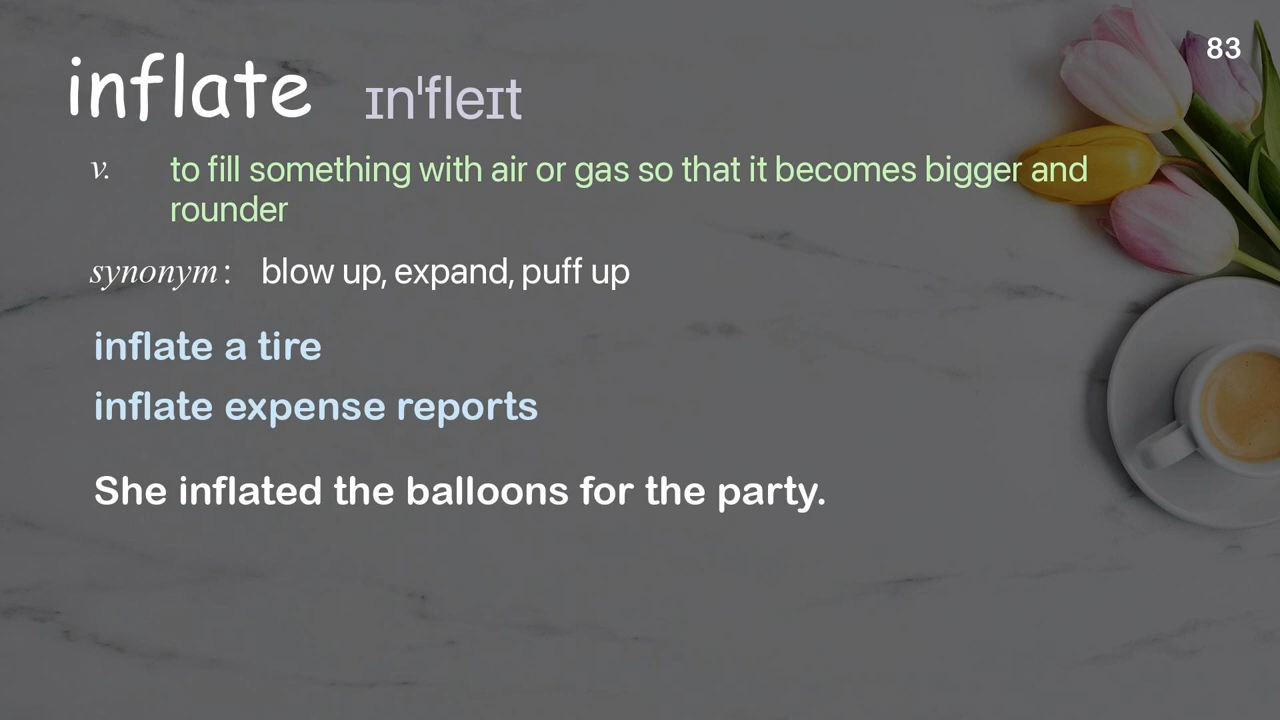 83
inflate ɪnˈfleɪt
v. to fill something with air or gas so that it becomes bigger and
rounder
synonym: blow up, expand, puff up
inflate a tire
inflate expense reports
She inflated the balloons for the party.